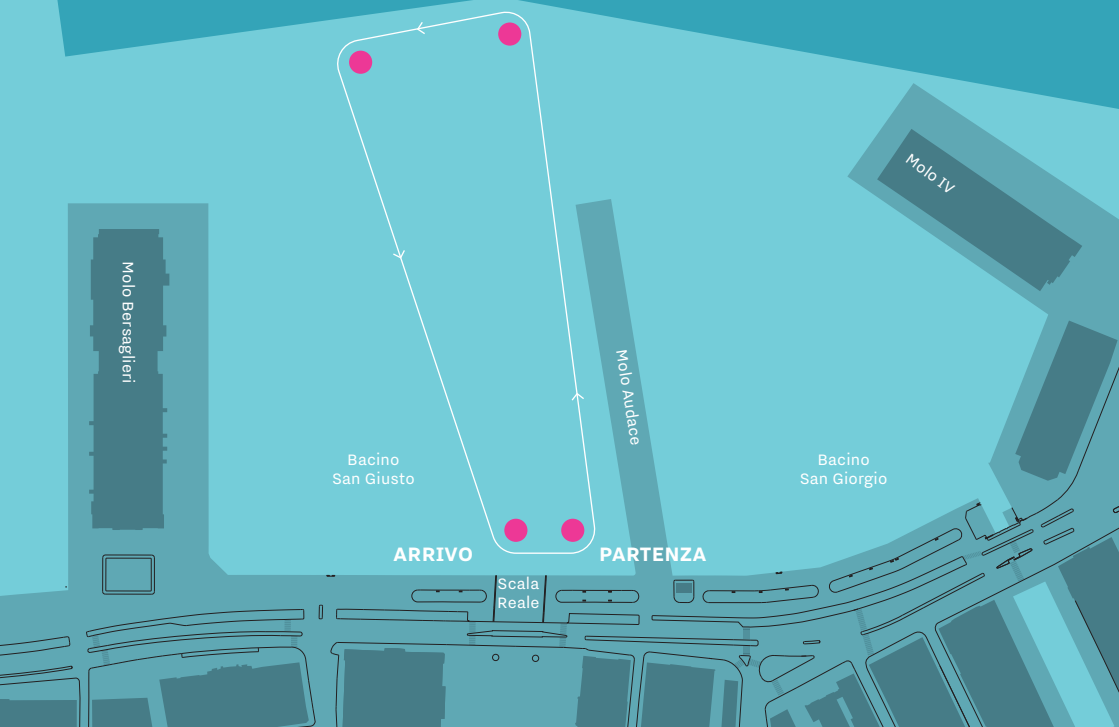 Molo IV
Molo Bersaglieri
Molo Audace
Bacino
San Giusto
Bacino
San Giorgio
ARRIVO
PARTENZA
Scala
Reale